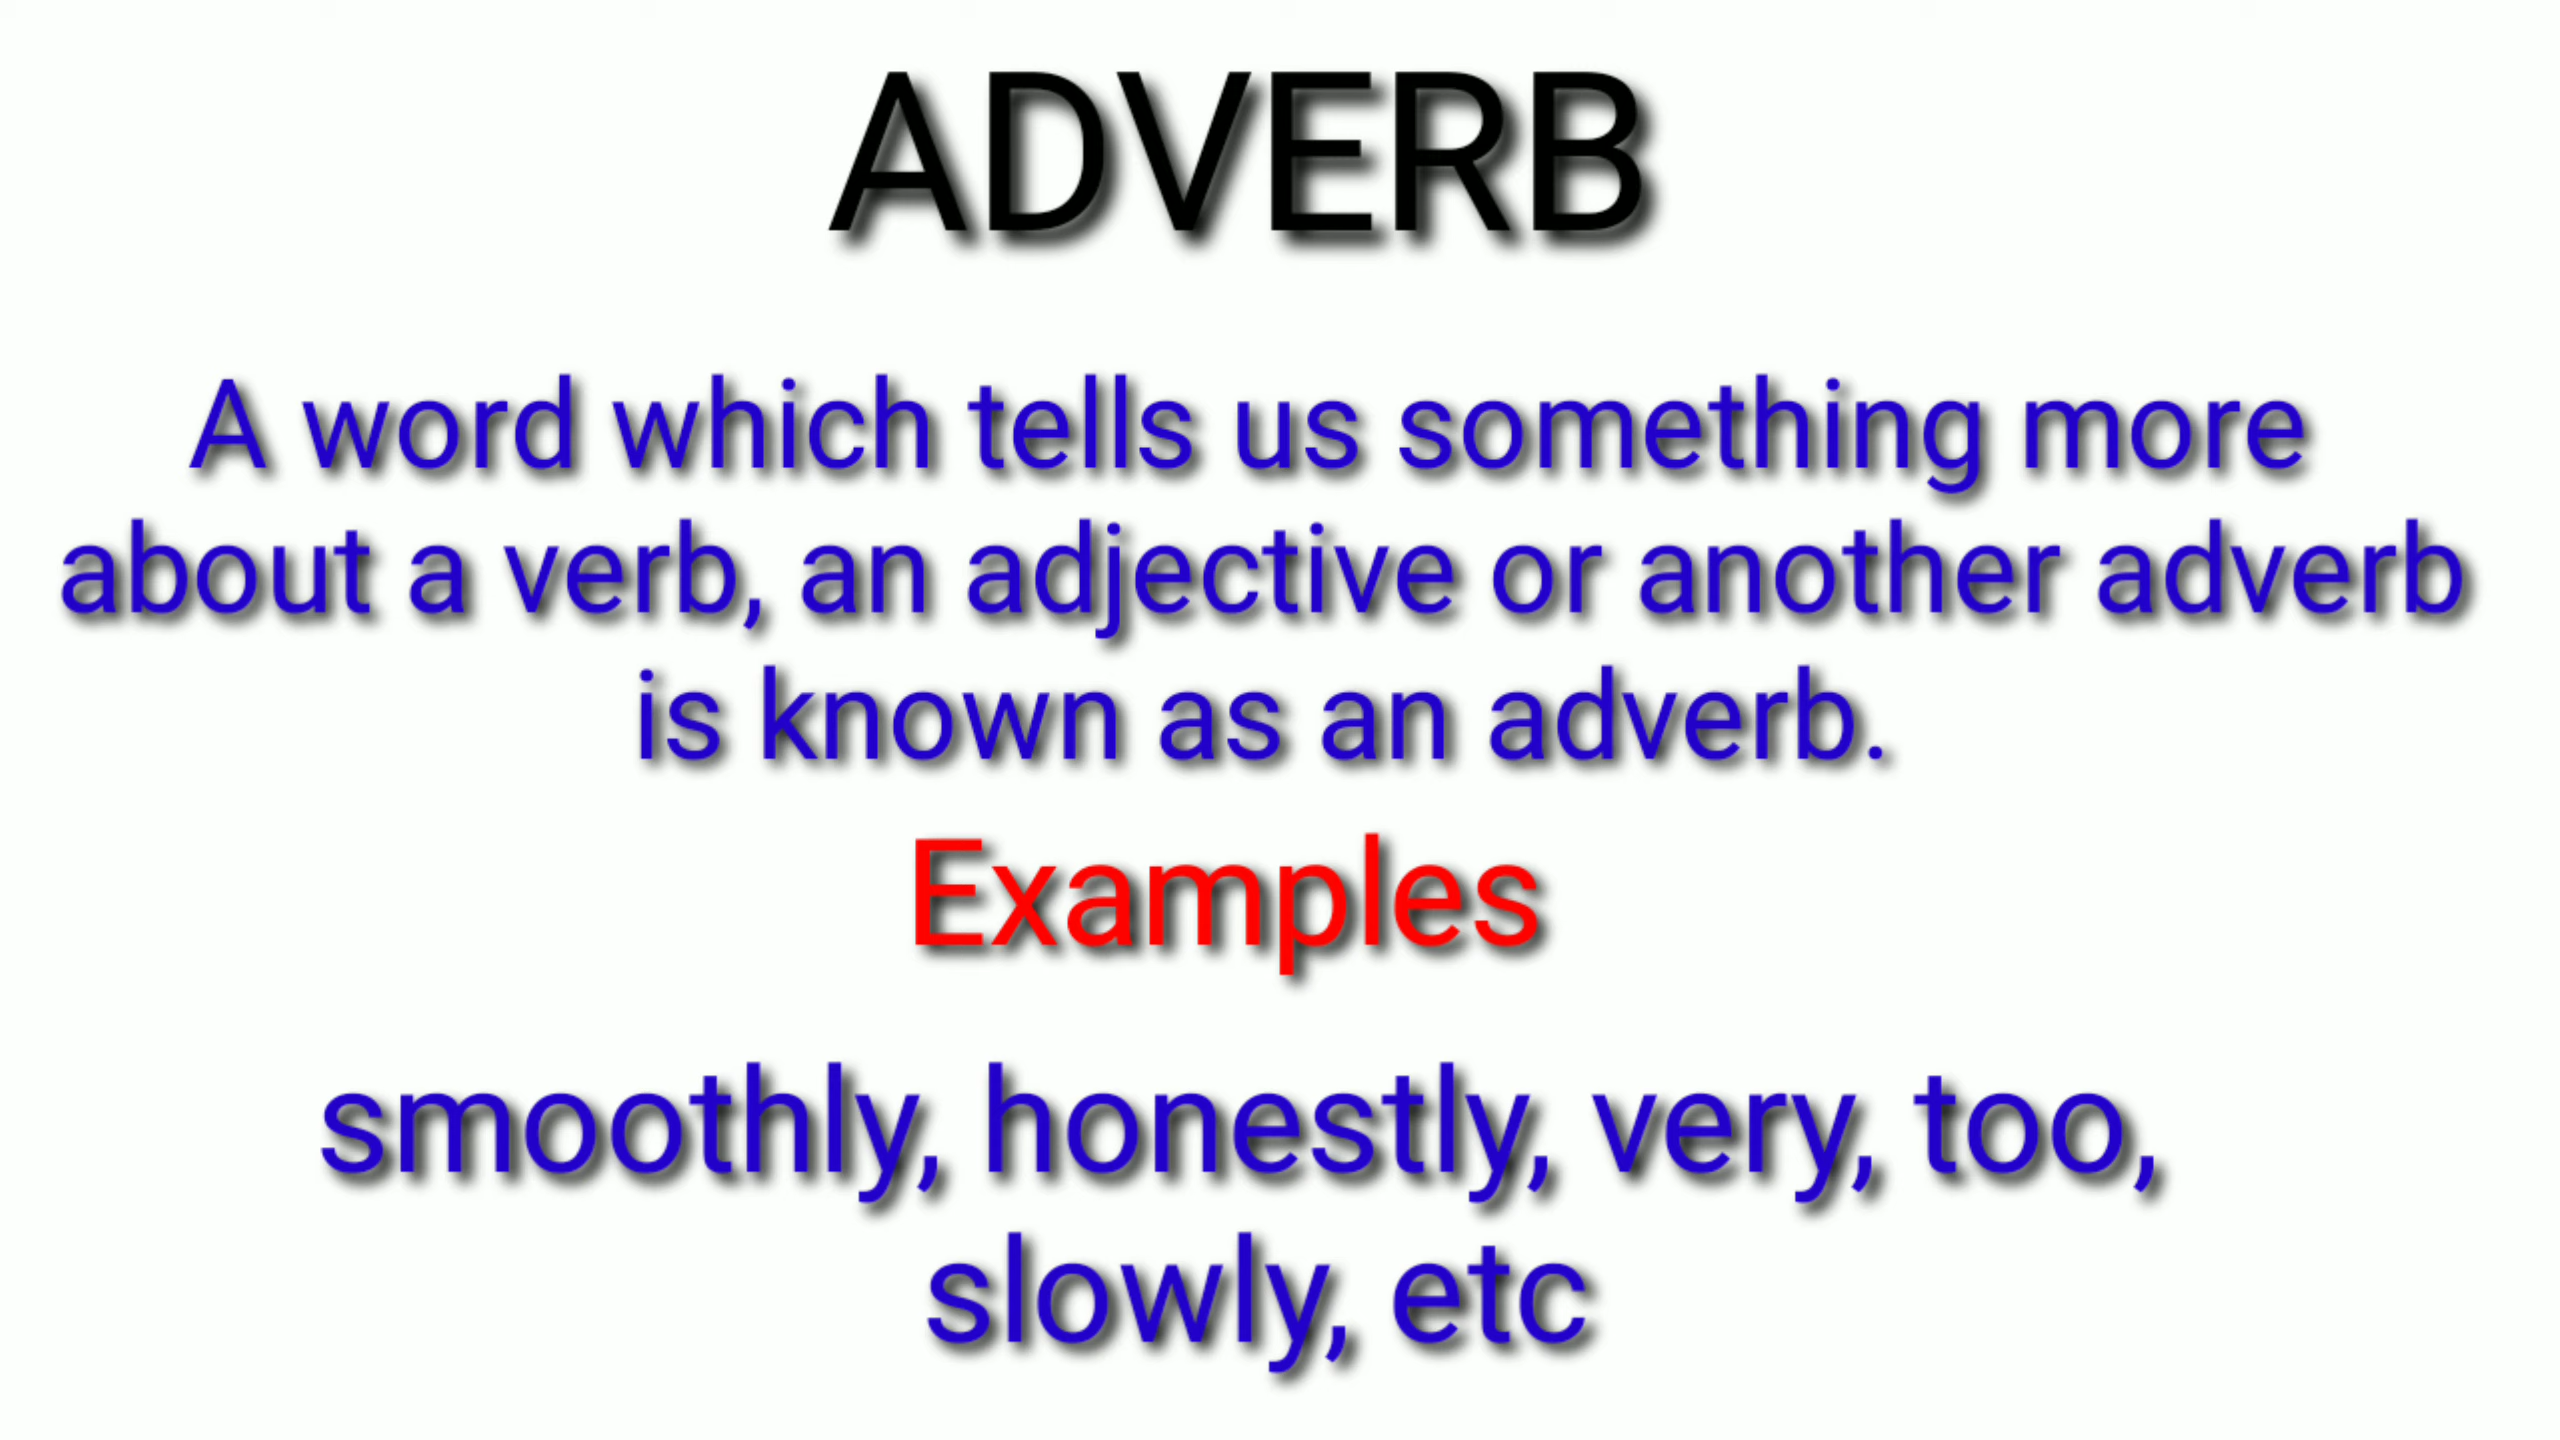 ADVERB
A word which tells us something more
about a verb, an adjective or another adverb
is known as an adverb.
Examples
smoothly, honestly, very, too,
slowly, etc